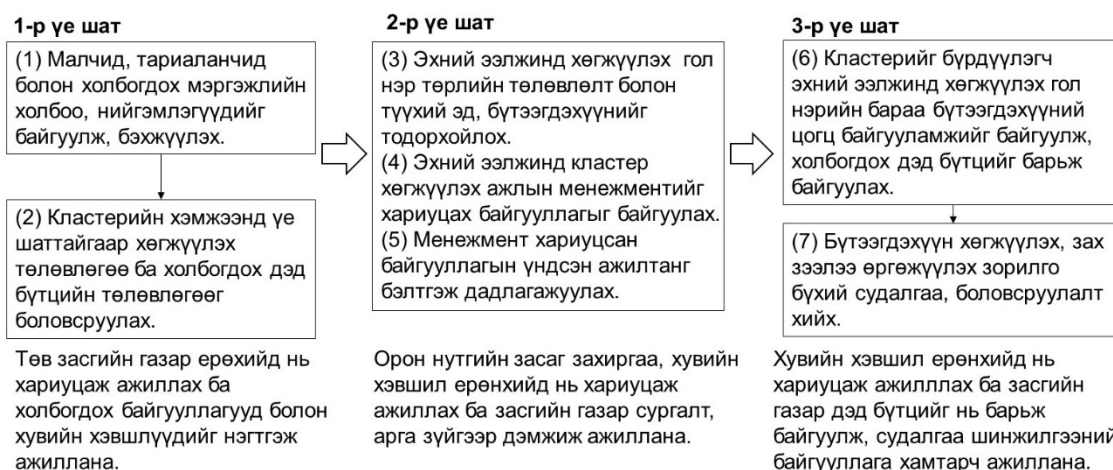 1-р үе шат
(1) Малчид, тариаланчид
болон холбогдох мэргэжлийн
холбоо, нийгэмлэгүүдийг
байгуулж, бэхжүүлэх.
(2) Кластерийн хэмжээнд үе
шаттайгаар хөгжүүлэх
төлөвлөгөө ба холбогдох дэд
бүтцийн төлөвлөгөөг
боловсруулах.
Төв засгийн газар ерөхийд нь
хариуцаж ажиллах ба
холбогдох байгууллагууд болон
хувийн хэвшлүүдийг нэгтгэж
ажиллана.
2-р үе шат
(3) Эхний ээлжинд хөгжүүлэх гол
нэр төрлийн төлөвлөлт болон
түүхий эд, бүтээгдэхүүнийг
тодорхойлох.
(4) Эхний ээлжинд кластер
хөгжүүлэх ажлын менежментийг
хариуцах байгууллагыг байгуулах.
(5) Менежмент хариуцсан
байгууллагын үндсэн ажилтанг
бэлтгэж дадлагажуулах.
Орон нутгийн засаг захиргаа, хувийн
хэвшил ерөнхийд нь хариуцаж
ажиллах ба засгийн газар сургалт,
арга зүйгээр дэмжиж ажиллана.
3-р үе шат
(6) Кластерийг бүрдүүлэгч
эхний ээлжинд хөгжүүлэх гол
нэрийн бараа бүтээгдэхүүний
цогц байгууламжийг байгуулж,
холбогдох дэд бүтцийг барьж
байгуулах.
(7) Бүтээгдэхүүн хөгжүүлэх, зах
зээлээ өргөжүүлэх зорилго
бүхий судалгаа, боловсруулалт
хийх.
Хувийн хэвшил ерөнхийд нь
хариуцаж ажилллах ба засгийн
газар дэд бүтцийг нь барьж
байгуулж, судалгаа шинжилгээний
байгууллага хамтарч ажиллана.